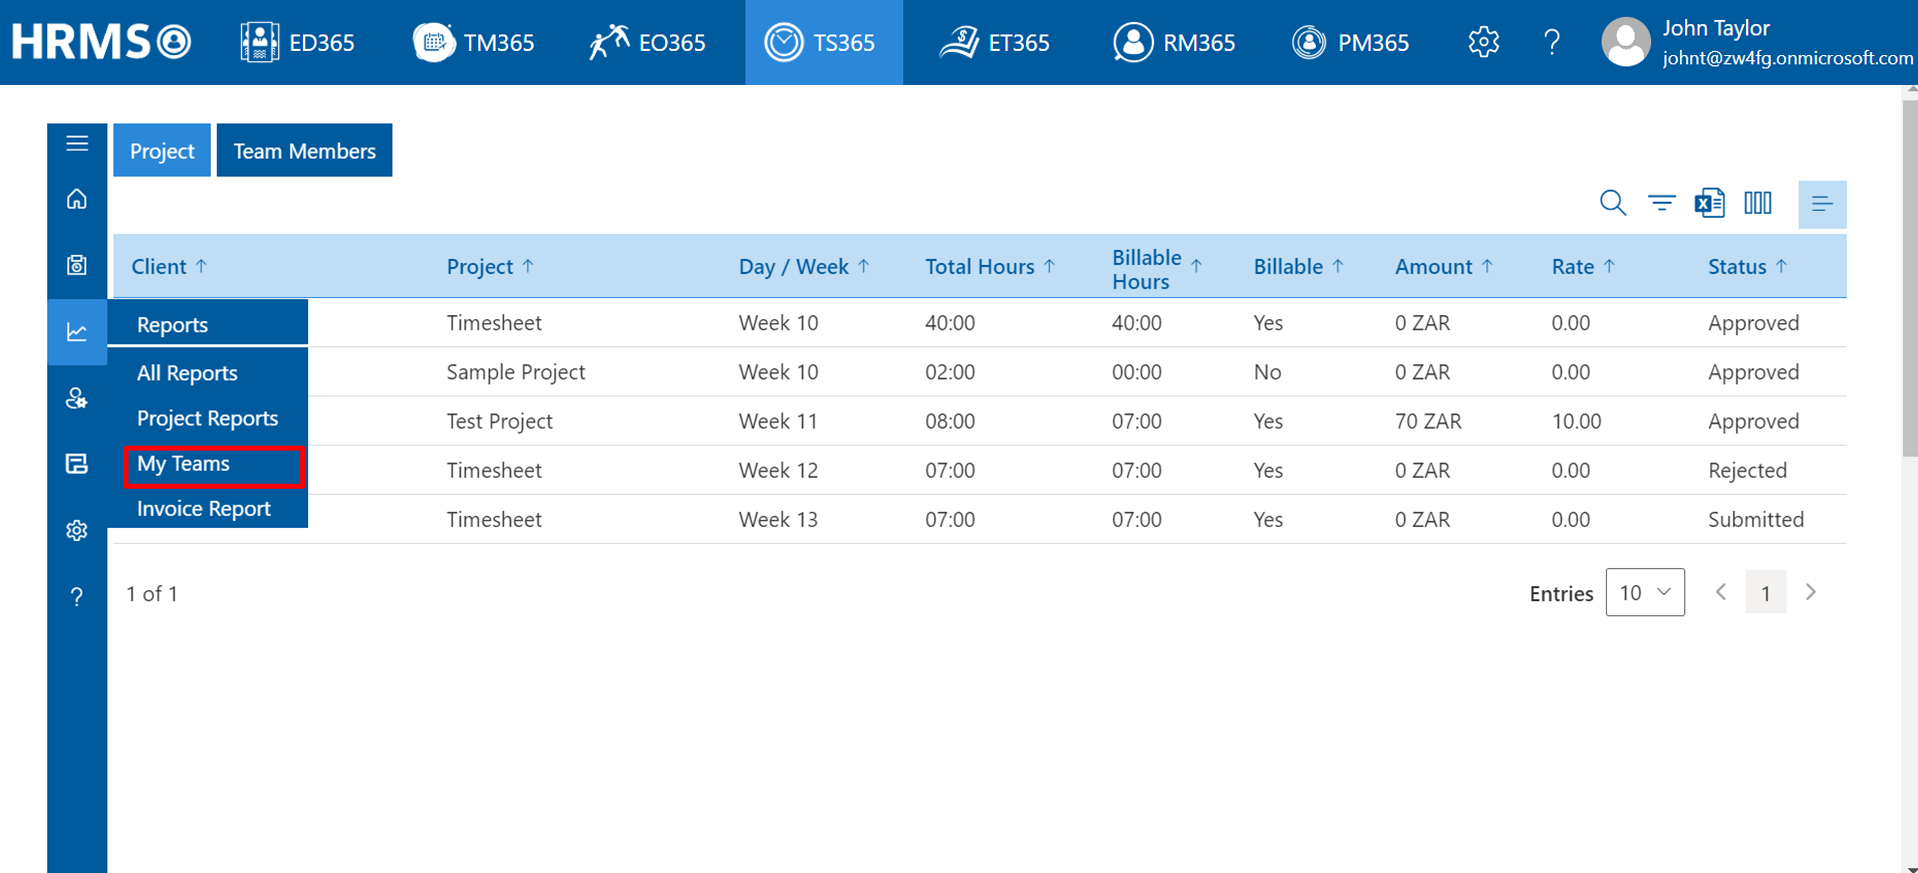 HRMS
ED365
TM365
EO365
TS365
ET365
RM365
PM365
?
John Taylor
johnt@zw4fg.onmicrosoft.com
Project
Team Members
Client ↑
Project ↑
Day / Week ↑
Total Hours ↑
Billable Hours ↑
Billable ↑
Amount ↑
Rate ↑
Status ↑
Reports
Timesheet Week 10 40:00 40:00 Yes 0 ZAR 0.00 Approved
All Reports
Sample Project Week 10 02:00 00:00 No 0 ZAR 0.00 Approved
Project Reports
Test Project Week 11 08:00 07:00 Yes 70 ZAR 10.00 Approved
My Teams
Timesheet Week 12 07:00 07:00 Yes 0 ZAR 0.00 Rejected
Invoice Report
Timesheet Week 13 07:00 07:00 Yes 0 ZAR 0.00 Submitted
?
1 of 1
Entries 10
1